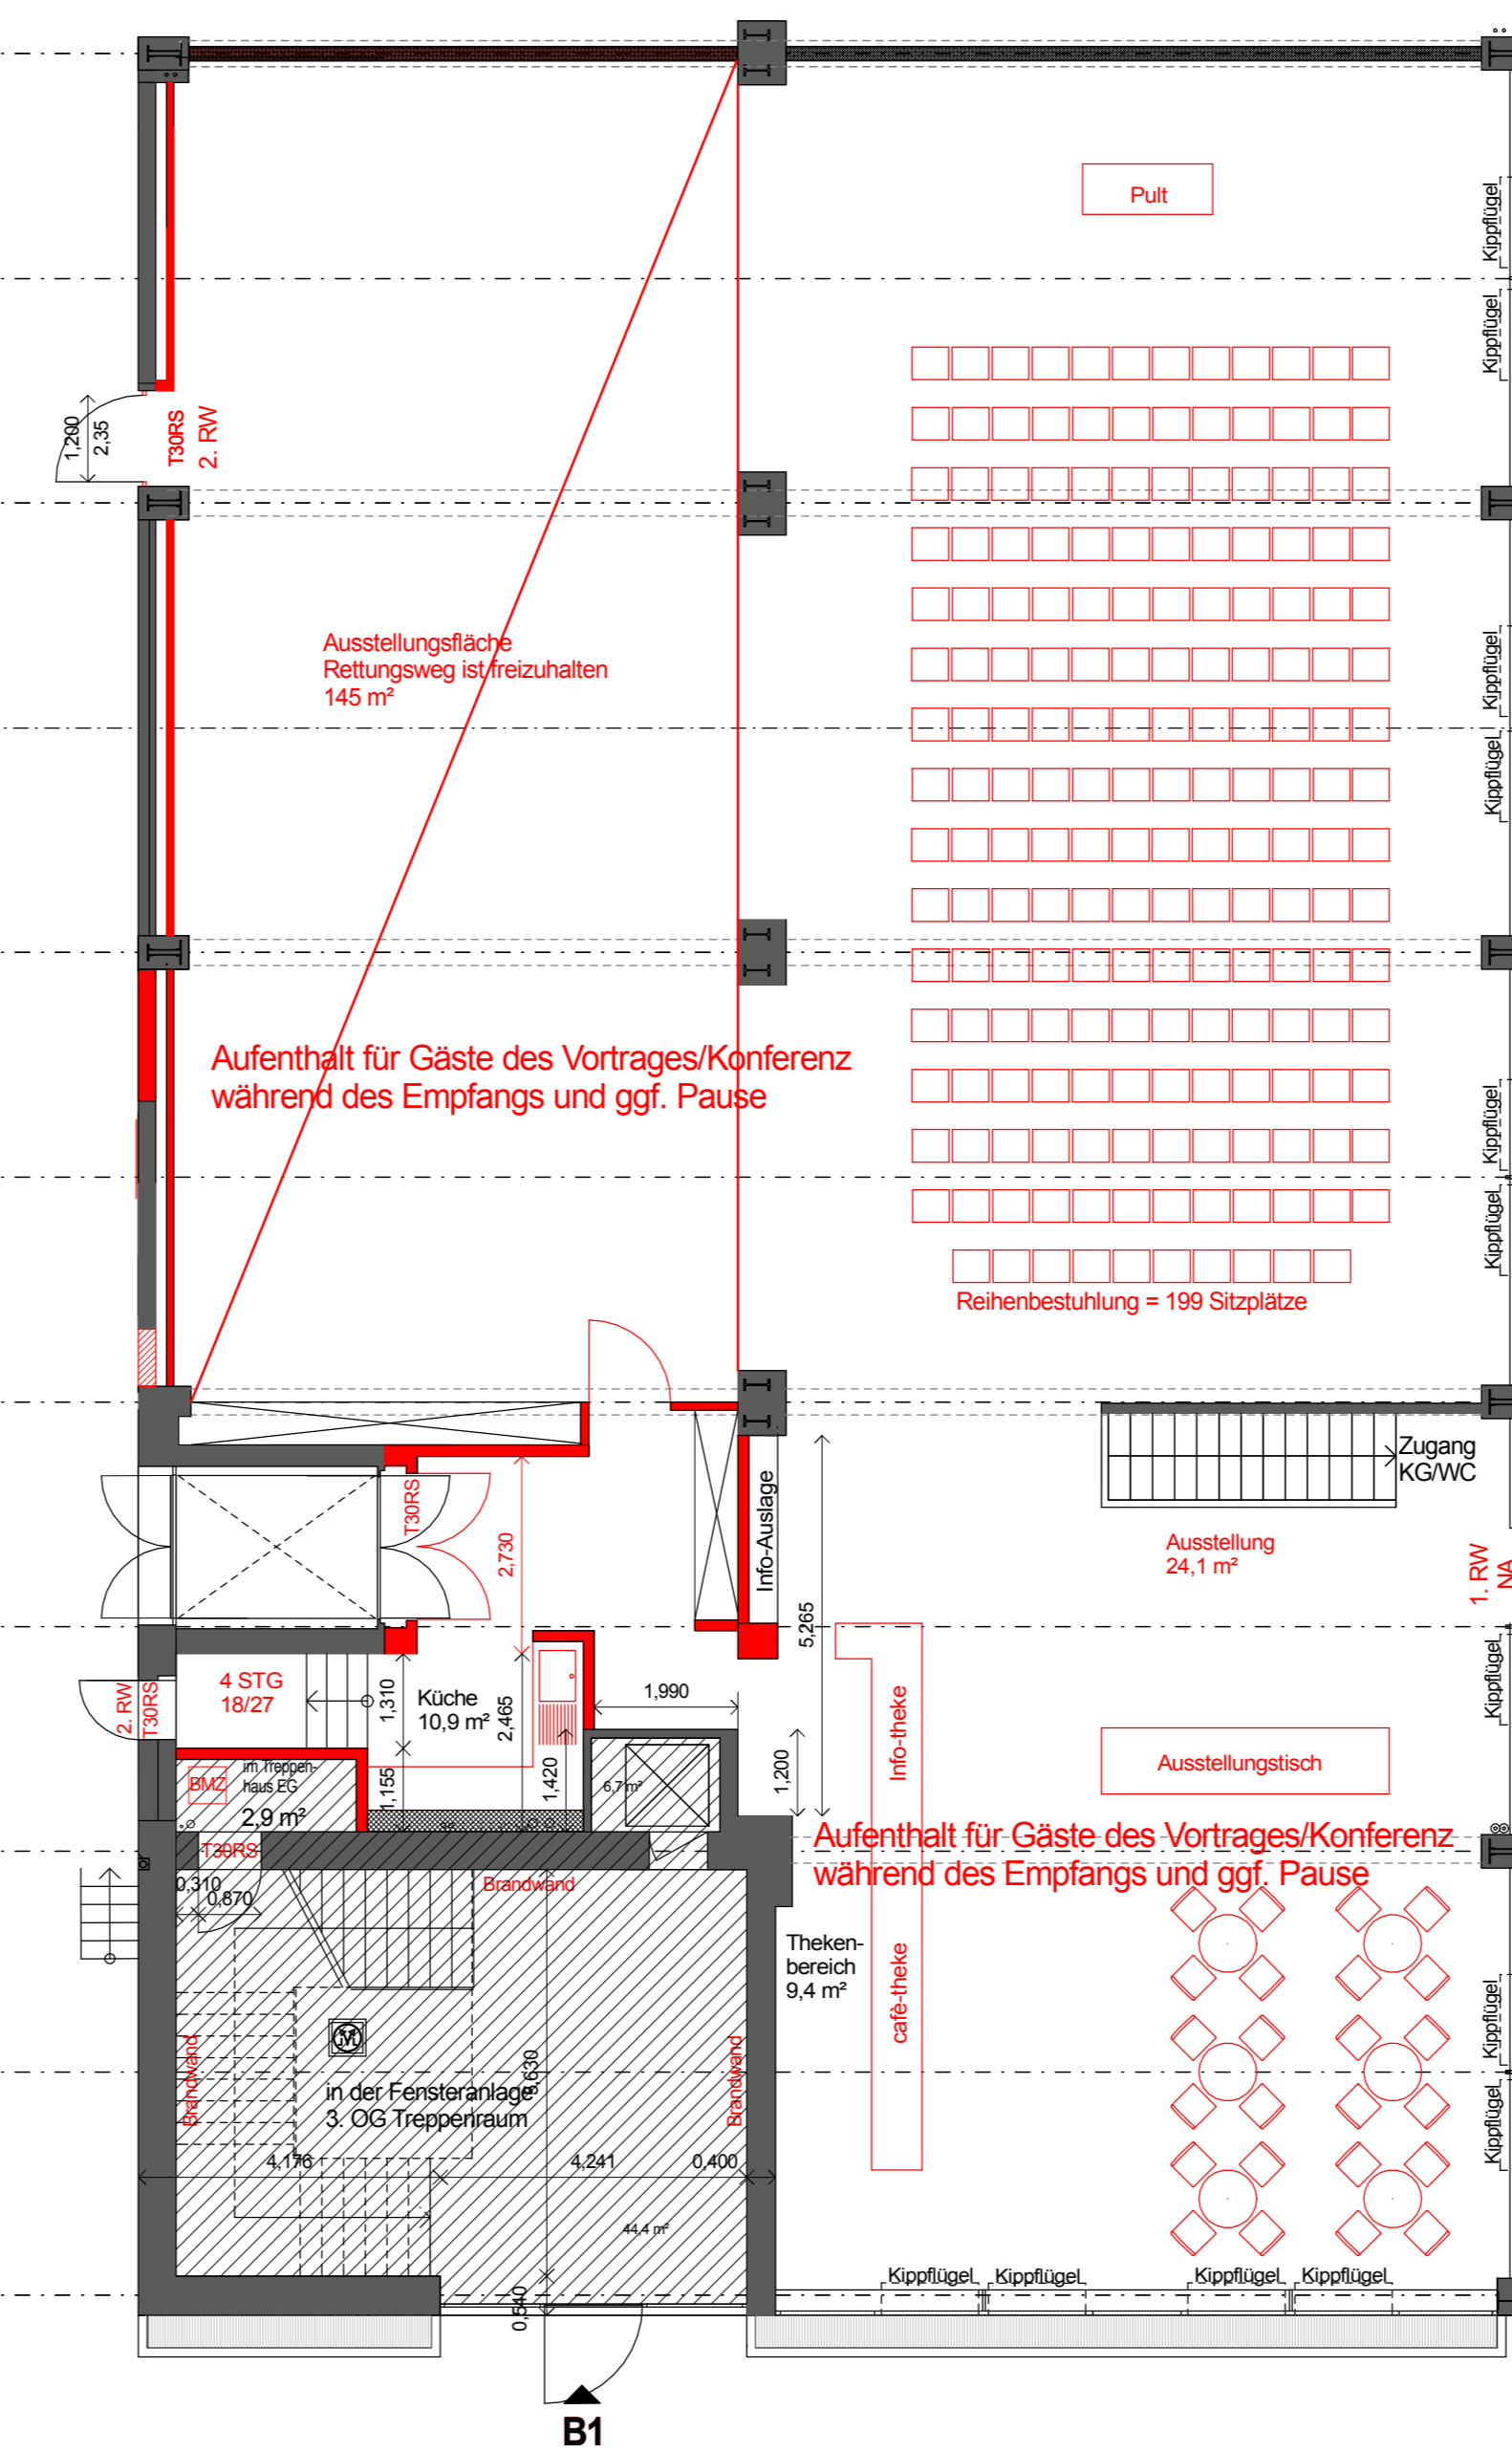 Pult
Kippflügel
Kippflügel
1,200
2,35
T30RS
2. RW
Ausstellungsfläche
Rettungsweg ist freizuhalten
145 m²
Kippflügel
Kippflügel
Aufenthalt für Gäste des Vortrages/Konferenz
während des Empfangs und ggf. Pause
Kippflügel
Kippflügel
Reihenbestuhlung = 199 Sitzplätze
Zugang
KG/WC
T30RS
2,730
Info-Auslage
Ausstellung
24,1 m²
1. RW
NA
5,265
4 STG
18/27
2. RW
T30RS
1,310
Küche
10,9 m²
2,465
1,990
Info-theke
Kippflügel
Ausstellungstisch
BMZ
im Treppen-
haus EG
2,9 m²
1,155
1,420
6,7 m²
1,200
T30RS
Aufenthalt für Gäste des Vortrages/Konferenz
während des Empfangs und ggf. Pause
0,310
0,870
Brandwand
Theken-
bereich
9,4 m²
cafè-theke
Kippflügel
Kippflügel
Brandwand
in der Fensteranlage
3. OG Treppenraum
Brandwand
4,176
4,241
0,400
44,4 m²
0,540
Kippflügel
Kippflügel
Kippflügel
Kippflügel
B1